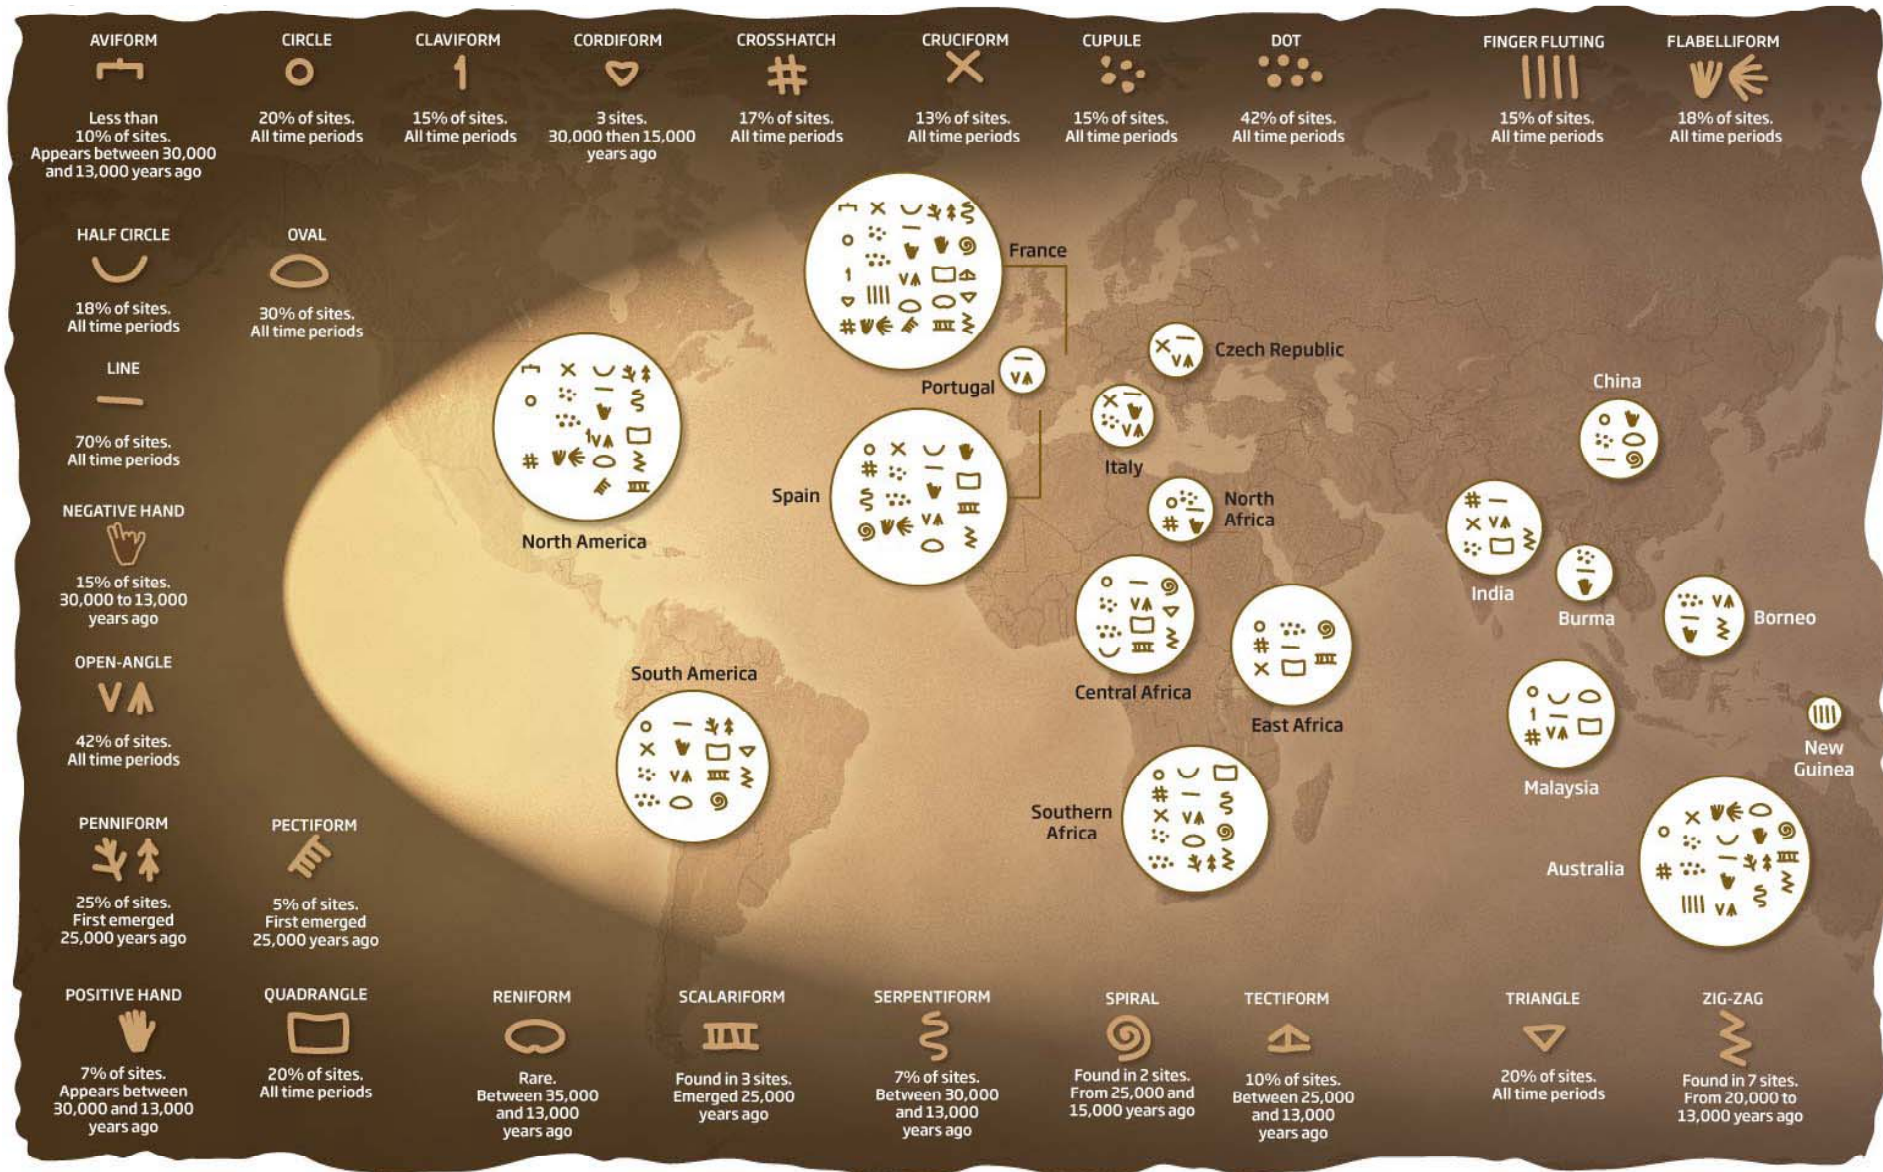 AVIFORM
Less than
10% of sites.
Appears between 30,000
and 13,000 years ago
CIRCLE
20% of sites.
All time periods
CLAVIFORM
15% of sites.
All time periods
CORDIFORM
3 sites.
30,000 then 15,000
years ago
CROSSHATCH
17% of sites.
All time periods
CRUCIFORM
13% of sites.
All time periods
CUPULE
15% of sites.
All time periods
DOT
42% of sites.
All time periods
FINGER FLUTING
15% of sites.
All time periods
FLABELLIFORM
18% of sites.
All time periods
HALF CIRCLE
18% of sites.
All time periods
OVAL
30% of sites.
All time periods
LINE
70% of sites.
All time periods
NEGATIVE HAND
15% of sites.
30,000 to 13,000
years ago
OPEN-ANGLE
42% of sites.
All time periods
PENNIFORM
25% of sites.
First emerged
25,000 years ago
PECTIFORM
5% of sites.
First emerged
25,000 years ago
France
Portugal
Czech Republic
Italy
Spain
North
Africa
North America
South America
Central Africa
East Africa
Southern
Africa
China
India
Burma
Borneo
Malaysia
New
Guinea
Australia
POSITIVE HAND
7% of sites.
Appears between
30,000 and 13,000
years ago
QUADRANGLE
20% of sites.
All time periods
RENIFORM
Rare.
Between 35,000
and 13,000
years ago
SCALARIFORM
Found in 3 sites.
Emerged 25,000
years ago
SERPENTIFORM
7% of sites.
Between 30,000
and 13,000
years ago
SPIRAL
Found in 2 sites.
From 25,000 and
15,000 years ago
TECTIFORM
10% of sites.
Between 25,000
and 13,000
years ago
TRIANGLE
20% of sites.
All time periods
ZIG-ZAG
Found in 7 sites.
From 20,000 to
13,000 years ago